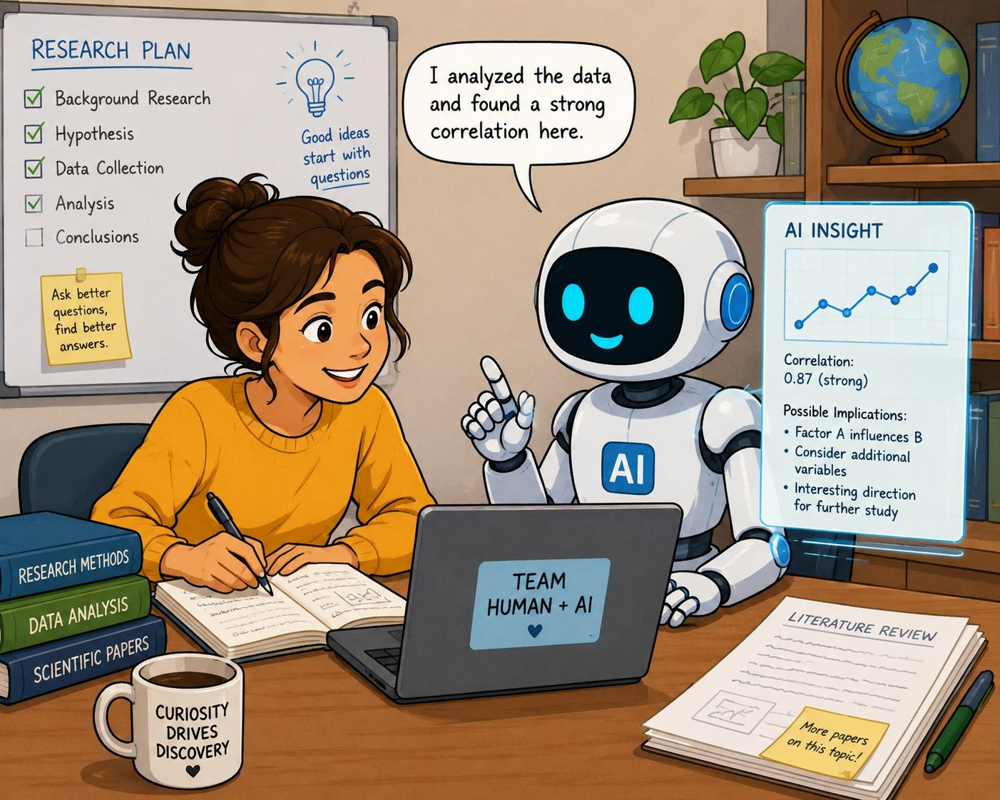 RESEARCH PLAN
Background Research
Hypothesis
Data Collection
Analysis
Conclusions
Good ideas
start with
questions
Ask better
questions,
find better
answers.
I analyzed the data
and found a strong
correlation here.
AI INSIGHT
Correlation:
0.87 (strong)
Possible Implications:
• Factor A influences B
• Consider additional
variables
• Interesting direction
for further study
AI
RESEARCH METHODS
DATA ANALYSIS
SCIENTIFIC PAPERS
TEAM
HUMAN + AI
CURIOSITY
DRIVES
DISCOVERY
LITERATURE REVIEW
More papers
on this topic!